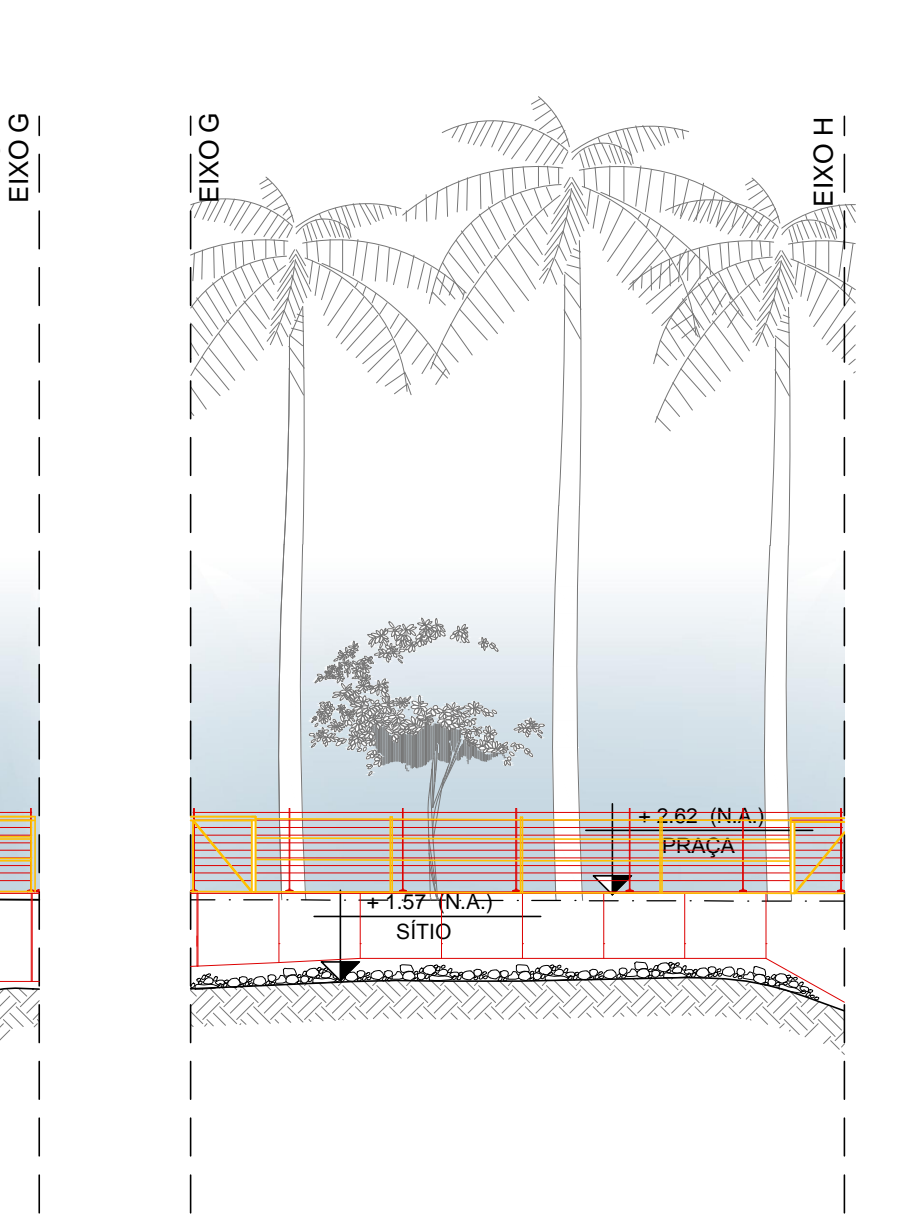 EIXO G
EIXO G
EIXO H
+ 2.62 (N.A.)
PRAÇA
+ 1.57 (N.A.)
SÍTIO